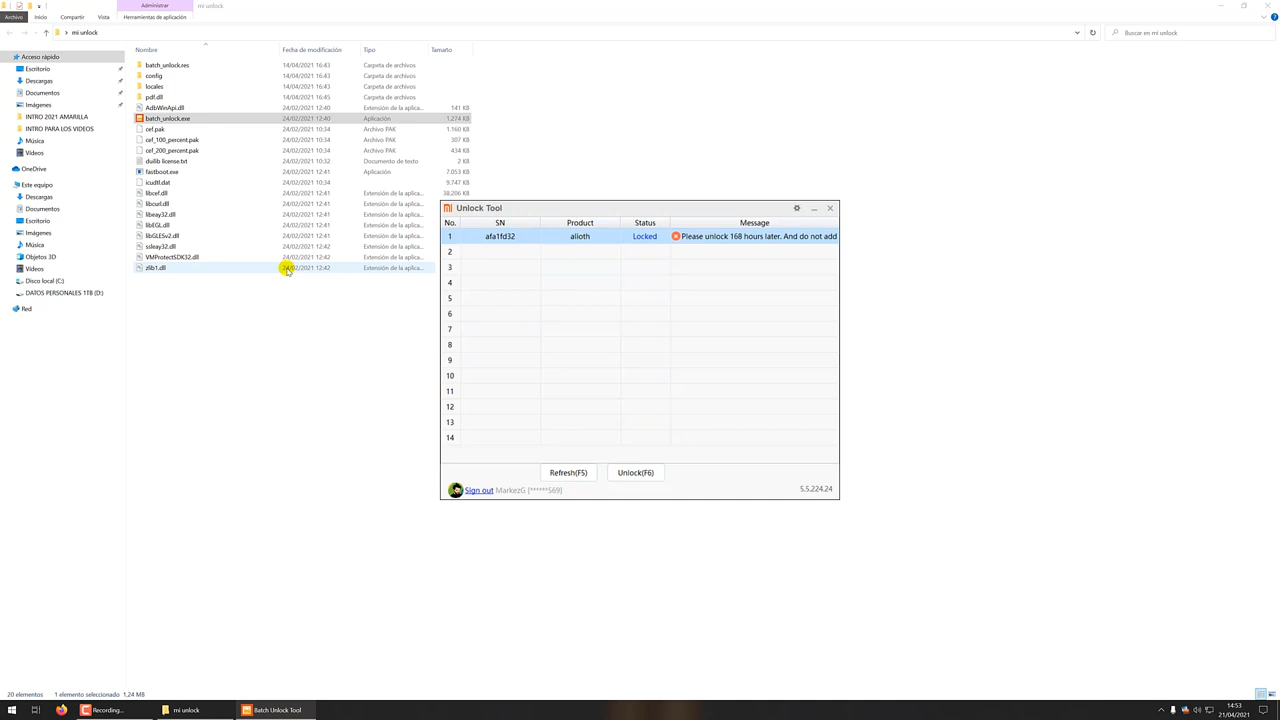 Administrar
mi unlock
Archivo Inicio Compartir Vista Herramientas de aplicación
mi unlock
Buscar en mi unlock
Nombre Fecha de modificación Tipo Tamaño
Acceso rápido
Escritorio
Descargas
Documentos
Imágenes
INTRO 2021 AMARILLA
INTRO PARA LOS VIDEOS
Música
Vídeos
OneDrive
Este equipo
Descargas
Documentos
Escritorio
Imágenes
Música
Objetos 3D
Vídeos
Disco local (C:)
DATOS PERSONALES 1TB (D:)
Red
batch_unlock.res 14/04/2021 16:43 Carpeta de archivos
config 14/04/2021 16:43 Carpeta de archivos
locales 14/04/2021 16:43 Carpeta de archivos
pdf.dll 14/04/2021 16:45 Carpeta de archivos
AdbWinApi.dll 24/02/2021 12:40 Extensión de la aplica... 141 KB
batch_unlock.exe 24/02/2021 12:40 Aplicación 1.274 KB
cef.pak 24/02/2021 10:34 Archivo PAK 1.160 KB
cef_100_percent.pak 24/02/2021 10:34 Archivo PAK 307 KB
cef_200_percent.pak 24/02/2021 10:34 Archivo PAK 434 KB
duilib license.txt 24/02/2021 10:32 Documento de texto 2 KB
fastboot.exe 24/02/2021 12:41 Aplicación 7.053 KB
icudtl.dat 24/02/2021 10:34 9.747 KB
libcef.dll 24/02/2021 12:41 Extensión de la aplica... 38.206 KB
libcurl.dll 24/02/2021 12:41 Extensión de la aplica...
libeay32.dll 24/02/2021 12:41 Extensión de la aplica...
libEGL.dll 24/02/2021 12:41 Extensión de la aplica...
libGLESv2.dll 24/02/2021 12:41 Extensión de la aplica...
ssleay32.dll 24/02/2021 12:42 Extensión de la aplica...
VMProtectSDK32.dll 24/02/2021 12:42 Extensión de la aplica...
zlib1.dll 24/02/2021 12:42 Extensión de la aplica...
Unlock Tool
No. SN Product Status Message
1 afa1fd32 alioth Locked Please unlock 168 hours later. And do not add
2
3
4
5
6
7
8
9
10
11
12
13
14
Refresh(F5) Unlock(F6)
Sign out MarkezG [******569] 5.5.224.24
20 elementos 1 elemento seleccionado 1,24 MB
Recording... mi unlock Batch Unlock Tool
14:53
21/04/2021